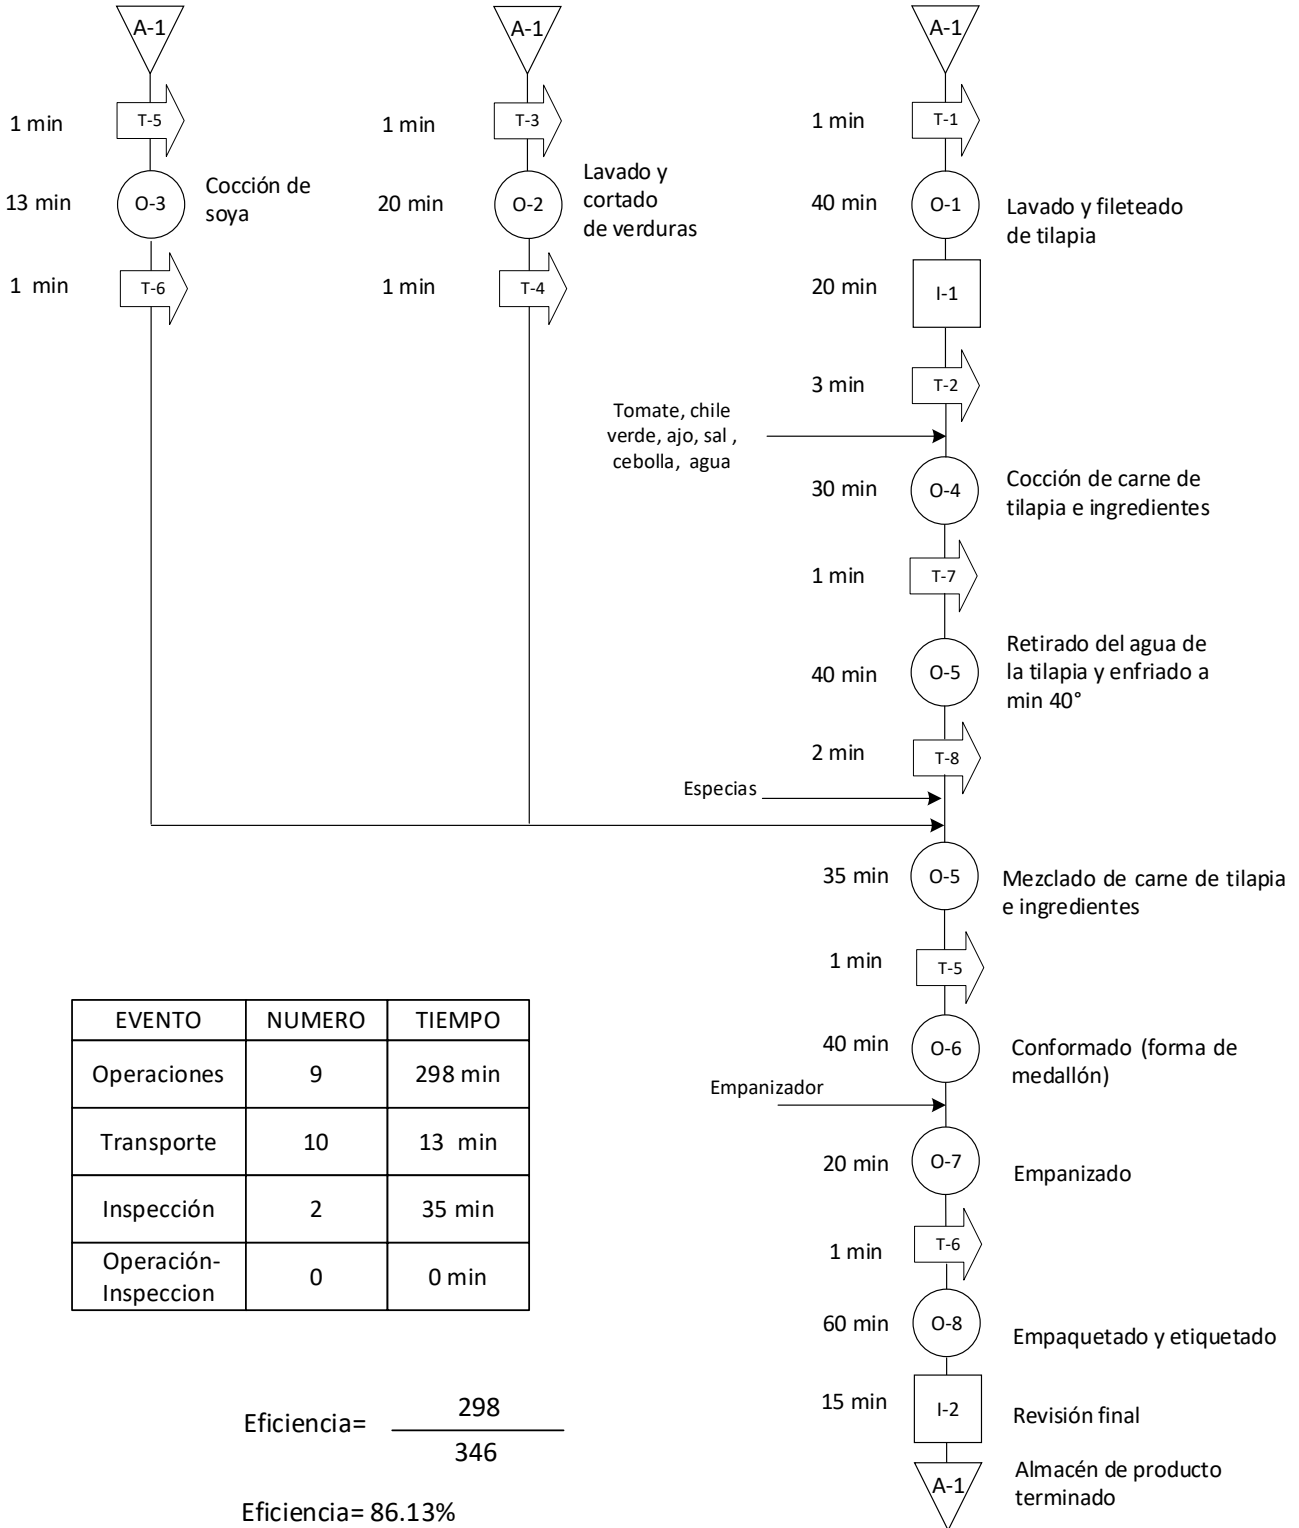 A-1
1 min
T-5
13 min
O-3
Cocción de
soya
1 min
T-6
A-1
1 min
T-3
20 min
O-2
Lavado y
cortado
de verduras
1 min
T-4
A-1
1 min
T-1
40 min
O-1
Lavado y fileteado
de tilapia
20 min
I-1
3 min
T-2
Tomate, chile
verde, ajo, sal ,
cebolla, agua
30 min
O-4
Cocción de carne de
tilapia e ingredientes
1 min
T-7
40 min
O-5
Retirado del agua de
la tilapia y enfriado a
min 40°
2 min
T-8
Especias
35 min
O-5
Mezclado de carne de tilapia
e ingredientes
1 min
T-5
40 min
O-6
Conformado (forma de
medallón)
Empanizador
20 min
O-7
Empanizado
1 min
T-6
60 min
O-8
Empaquetado y etiquetado
15 min
I-2
Revisión final
A-1
Almacén de producto
terminado
EVENTO NUMERO TIEMPO
Operaciones 9 298 min
Transporte 10 13 min
Inspección 2 35 min
Operación-
Inspeccion 0 0 min
Eficiencia= 298
346
Eficiencia= 86.13%